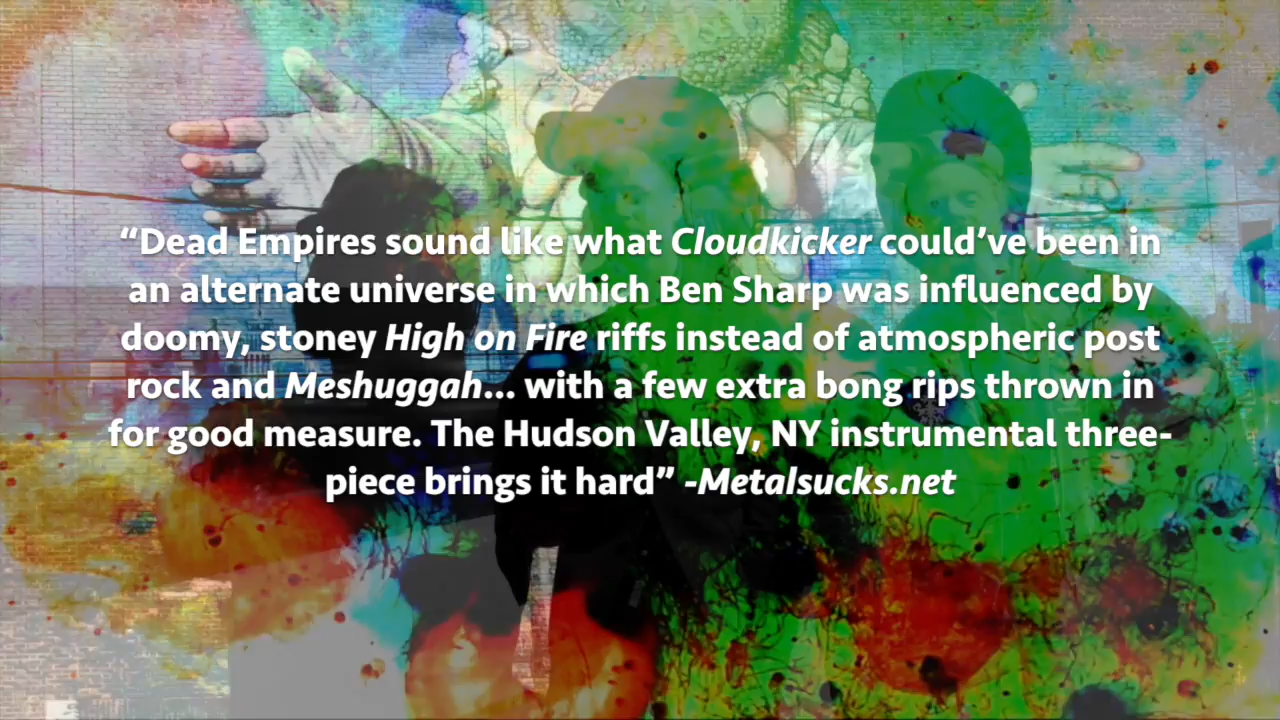 “Dead Empires sound like what Cloudkicker could’ve been in
an alternate universe in which Ben Sharp was influenced by
doomy, stoney High on Fire riffs instead of atmospheric post
rock and Meshuggah... with a few extra bong rips thrown in
for good measure. The Hudson Valley, NY instrumental three-
piece brings it hard” -Metalsucks.net